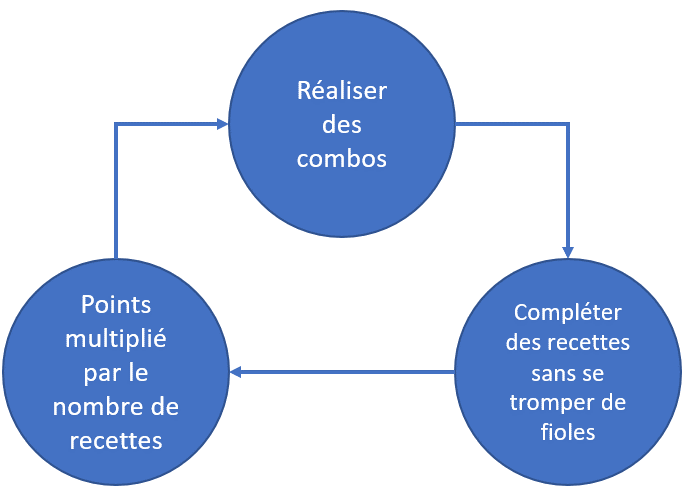 Réaliser
des
combos
Compléter
des recettes
sans se
tromper de
fioles
Points
multiplié
par le
nombre de
recettes